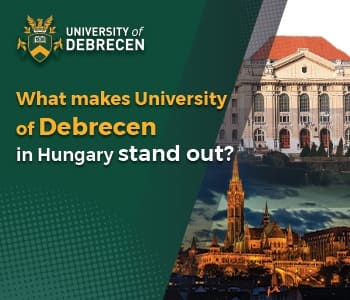 UNIVERSITY of
DEBRECEN
What makes University
of Debrecen
in Hungary stand out?